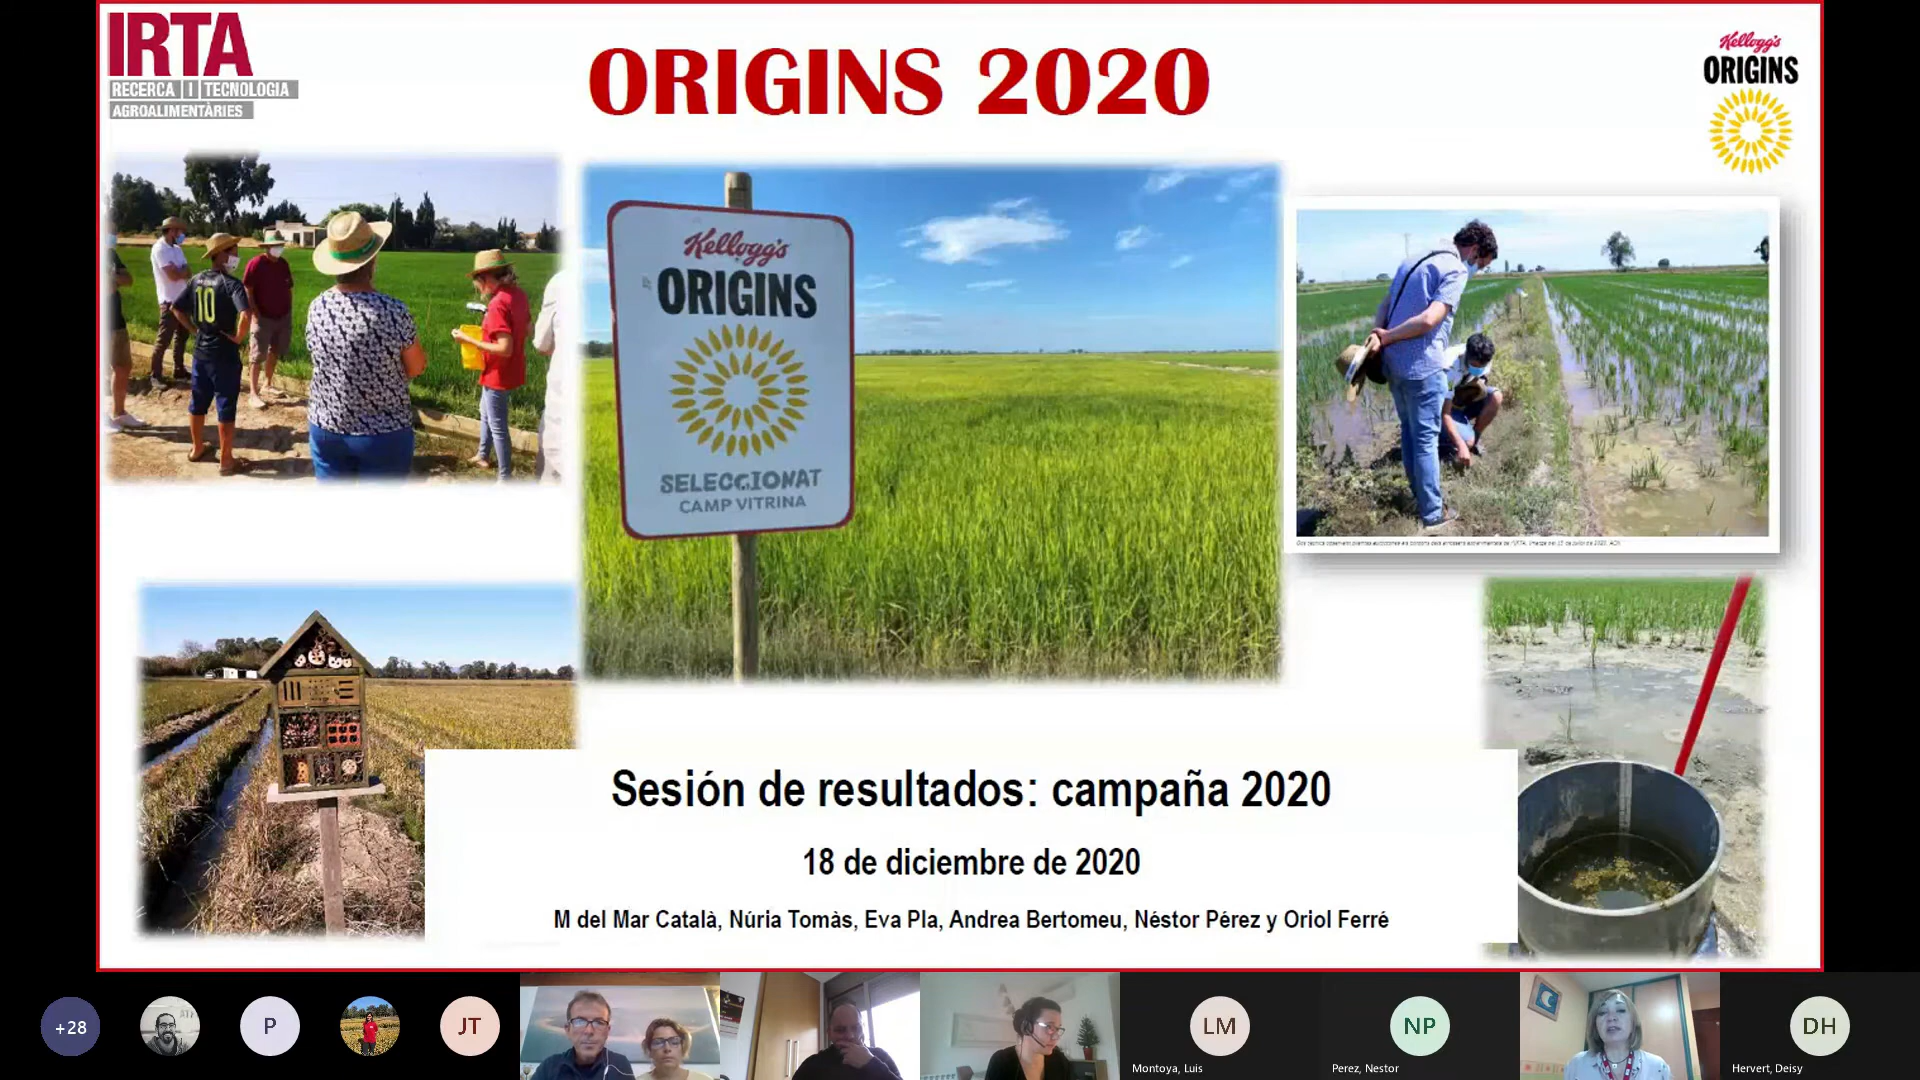 IRTA
RECERCA I TECNOLOGIA
AGROALIMENTÀRIES
ORIGINS 2020
Kellogg's
ORIGINS
10
Kellogg's
ORIGINS
SELECCIONAT
CAMP VITRINA
Sesión de resultados: campaña 2020
18 de diciembre de 2020
M del Mar Català, Núria Tomàs, Eva Pla, Andrea Bertomeu, Néstor Pérez y Oriol Ferré
+28
P
JT
LM
Montoya, Luis
NP
Perez, Nestor
DH
Hervert, Deisy